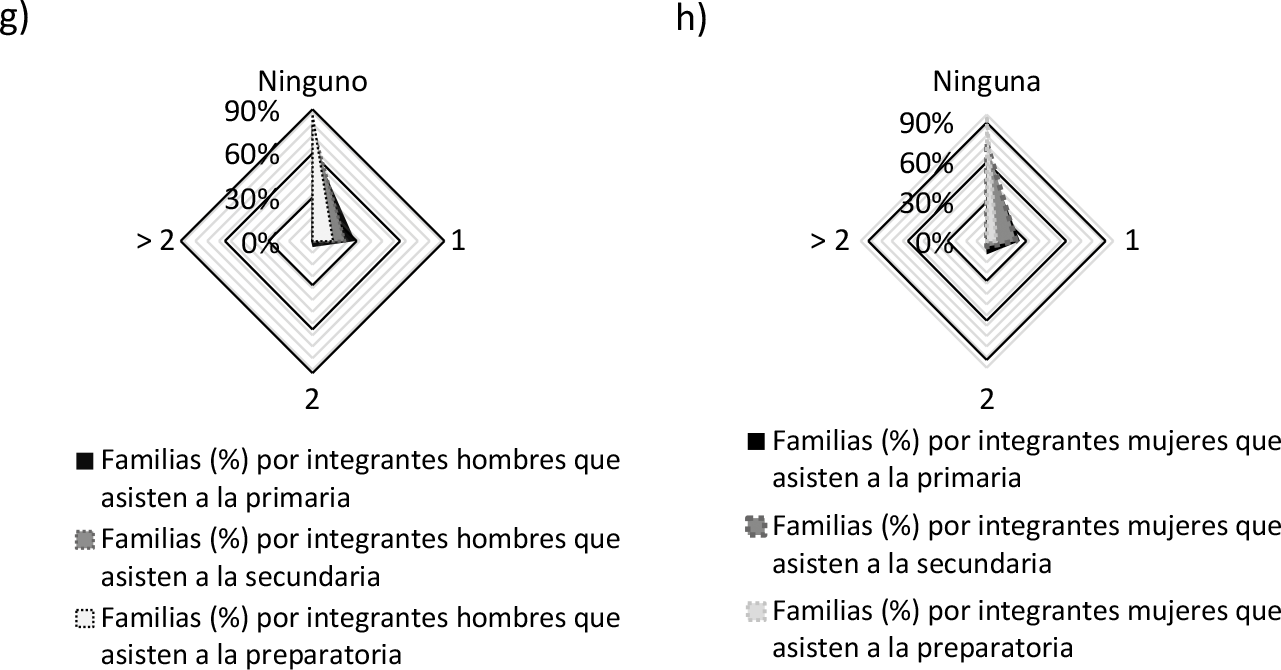 g)
Ninguno
90%
60%
30%
0%
> 2
1
2
Familias (%) por integrantes hombres que
asisten a la primaria
Familias (%) por integrantes hombres que
asisten a la secundaria
Familias (%) por integrantes hombres que
asisten a la preparatoria
h)
Ninguna
90%
60%
30%
0%
> 2
1
2
Familias (%) por integrantes mujeres que
asisten a la primaria
Familias (%) por integrantes mujeres que
asisten a la secundaria
Familias (%) por integrantes mujeres que
asisten a la preparatoria